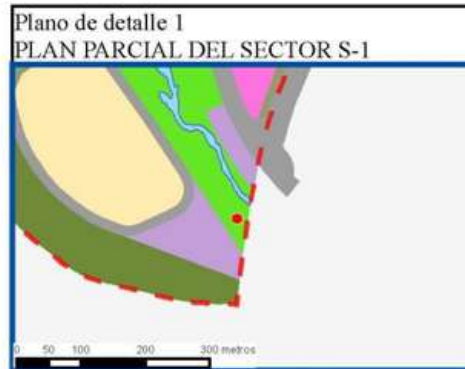 Plano de detalle 1
PLAN PARCIAL DEL SECTOR S-1
0 50 100 200 300 metros